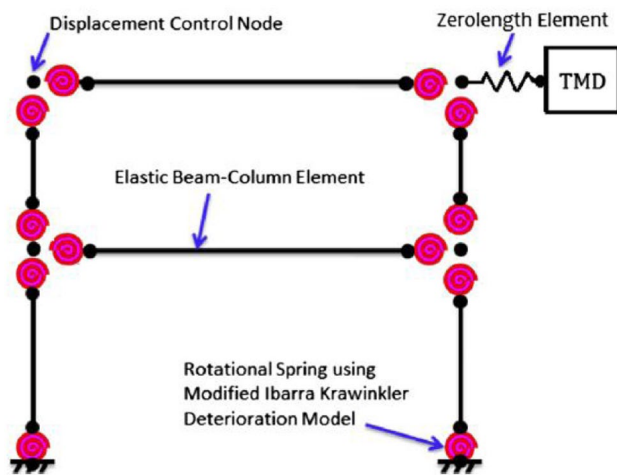 Displacement Control Node
Zerolength Element
TMD
Elastic Beam-Column Element
Rotational Spring using
Modified Ibarra Krawinkler
Deterioration Model